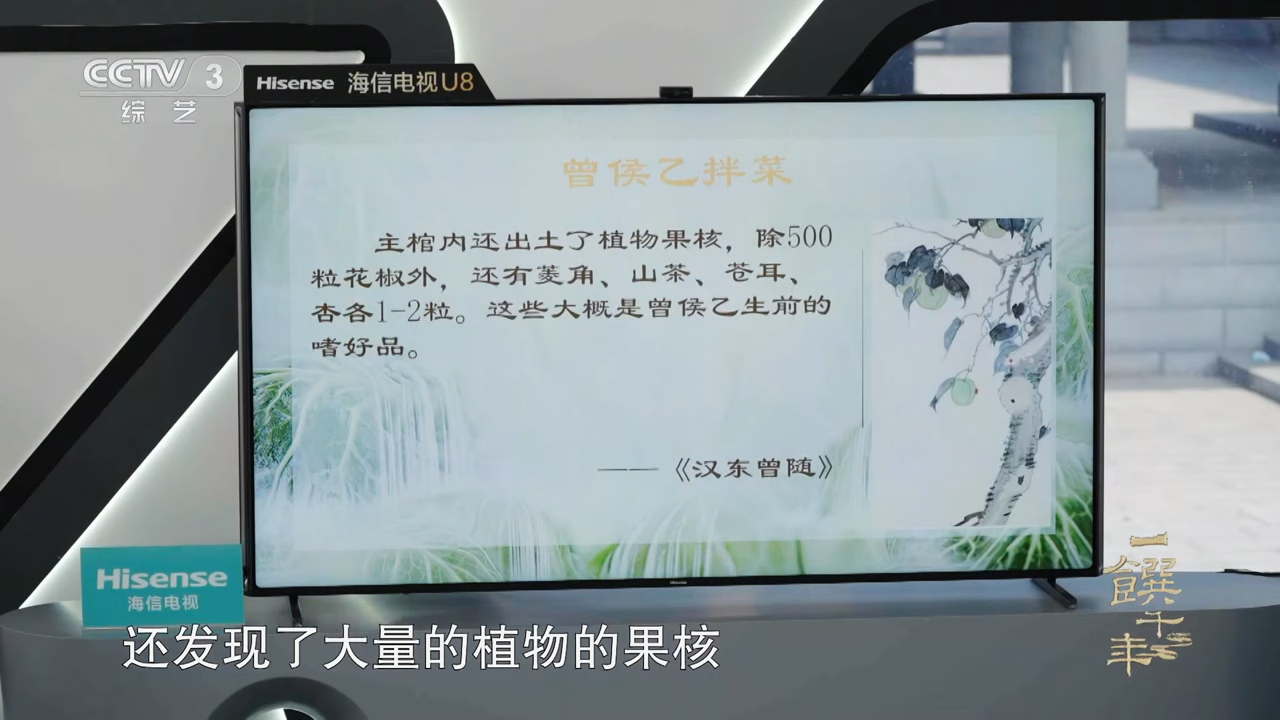 CCTV 3
综艺
Hisense 海信电视U8
曾侯乙拌菜
主棺内还出土了植物果核，除500
粒花椒外，还有菱角、山茶、苍耳、
杏各1-2粒。这些大概是曾侯乙生前的
嗜好品。
——《汉东曾随》
Hisense
海信电视
一馔千年
还发现了大量的植物的果核